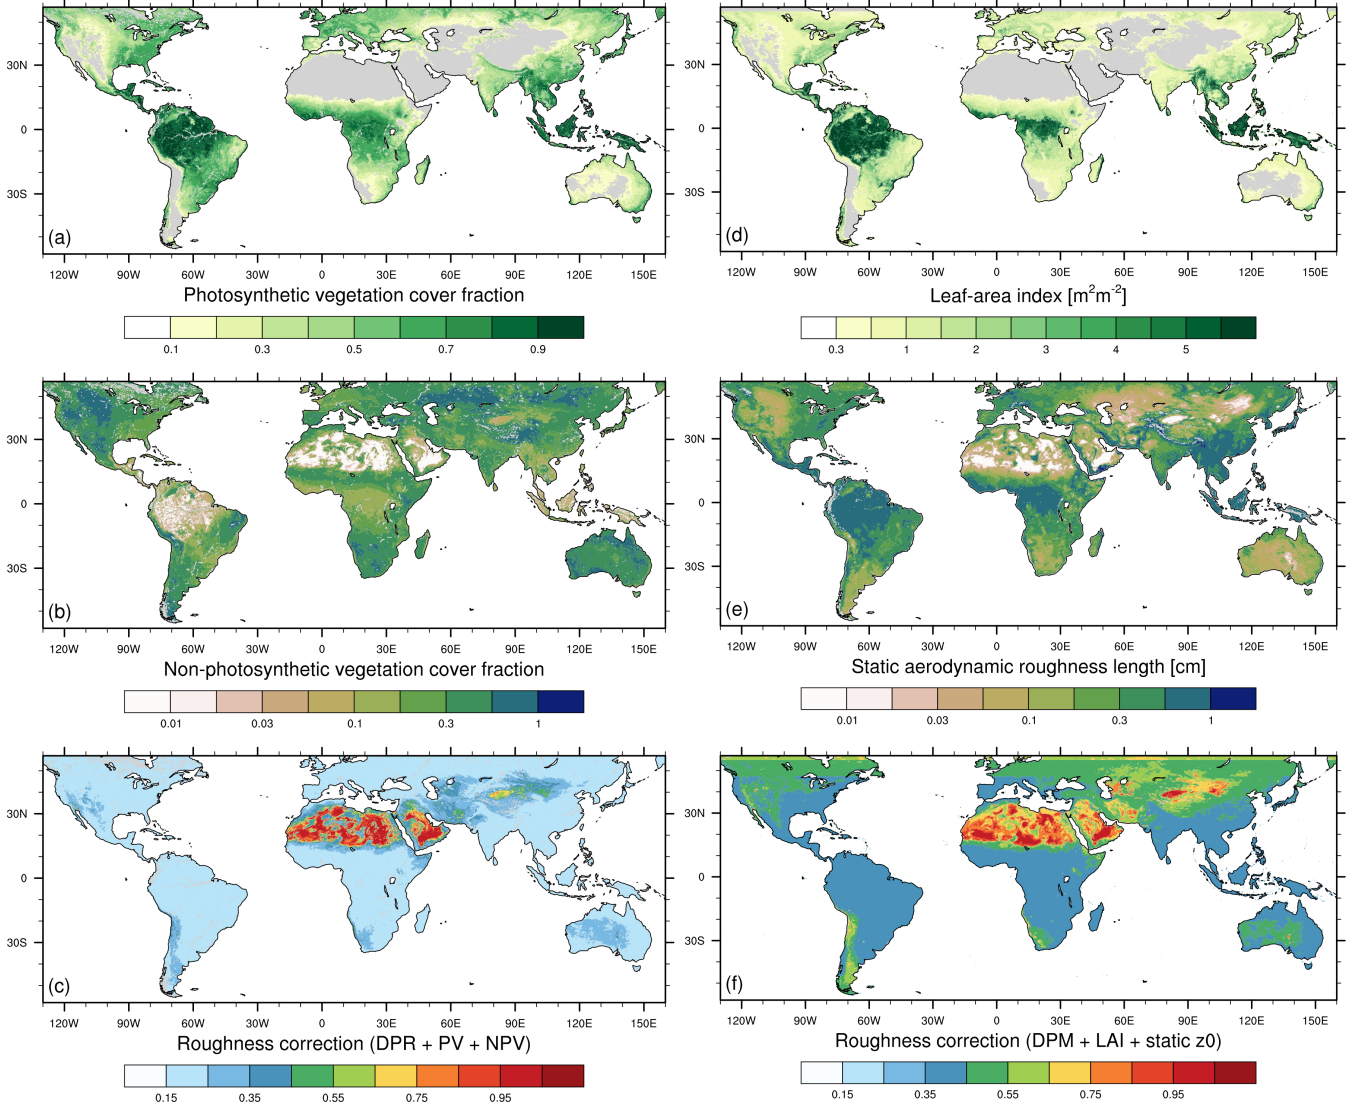 30N
0
30S
(a)
120W 90W 60W 30W 0 30E 60E 90E 120E 150E
Photosynthetic vegetation cover fraction
0.1 0.3 0.5 0.7 0.9
30N
0
30S
(d)
120W 90W 60W 30W 0 30E 60E 90E 120E 150E
Leaf-area index [m²m⁻²]
0.3 1 2 3 4 5
30N
0
30S
(b)
120W 90W 60W 30W 0 30E 60E 90E 120E 150E
Non-photosynthetic vegetation cover fraction
0.01 0.03 0.1 0.3 1
30N
0
30S
(e)
120W 90W 60W 30W 0 30E 60E 90E 120E 150E
Static aerodynamic roughness length [cm]
0.01 0.03 0.1 0.3 1
30N
0
30S
(c)
120W 90W 60W 30W 0 30E 60E 90E 120E 150E
Roughness correction (DPR + PV + NPV)
0.15 0.35 0.55 0.75 0.95
30N
0
30S
(f)
120W 90W 60W 30W 0 30E 60E 90E 120E 150E
Roughness correction (DPM + LAI + static z0)
0.15 0.35 0.55 0.75 0.95